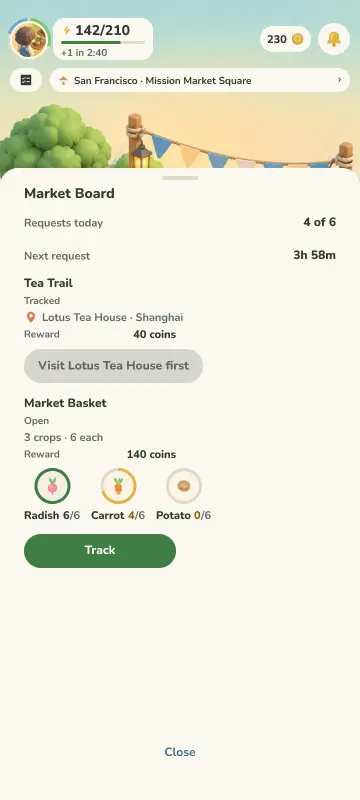 142/210
+1 in 2:40
230
San Francisco · Mission Market Square
Market Board
Requests today 4 of 6
Next request 3h 58m
Tea Trail
Tracked
Lotus Tea House · Shanghai
Reward 40 coins
Visit Lotus Tea House first
Market Basket
Open
3 crops · 6 each
Reward 140 coins
Radish 6/6 Carrot 4/6 Potato 0/6
Track
Close